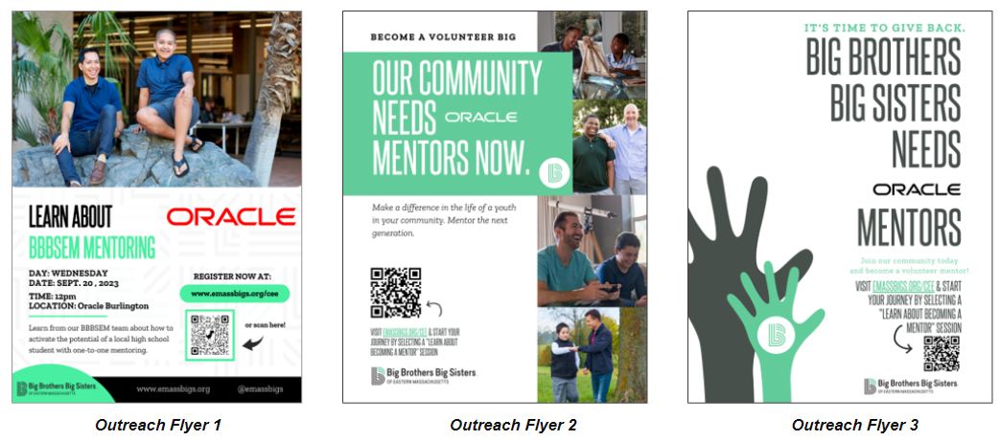 LEARN ABOUT
BBBSEM MENTORING
ORACLE
DAY: WEDNESDAY
DATE: SEPT. 20 , 2023
TIME: 12pm
LOCATION: Oracle Burlington
Learn from our BBBSEM team about how to
activate the potential of a local high school
student with one-to-one mentoring.
REGISTER NOW AT:
www.emassbigs.org/cee
or scan here!
Big Brothers Big Sisters
OF EASTERN MASSACHUSETTS
www.emassbigs.org
@emassbigs
Outreach Flyer 1
BECOME A VOLUNTEER BIG
OUR COMMUNITY
NEEDS ORACLE
MENTORS NOW.
Make a difference in the life of a youth
in your community. Mentor the next
generation.
VISIT EMASSBIGS.ORG/CEE & START YOUR
JOURNEY BY SELECTING A "LEARN ABOUT
BECOMING A MENTOR" SESSION
Big Brothers Big Sisters
OF EASTERN MASSACHUSETTS
Outreach Flyer 2
IT'S TIME TO GIVE BACK.
BIG BROTHERS
BIG SISTERS
NEEDS
ORACLE
MENTORS
Join our community today
and become a volunteer mentor!
VISIT EMASSBIGS.ORG/CEE & START
YOUR JOURNEY BY SELECTING A
"LEARN ABOUT BECOMING A
MENTOR" SESSION
Big Brothers Big Sisters
OF EASTERN MASSACHUSETTS
Outreach Flyer 3